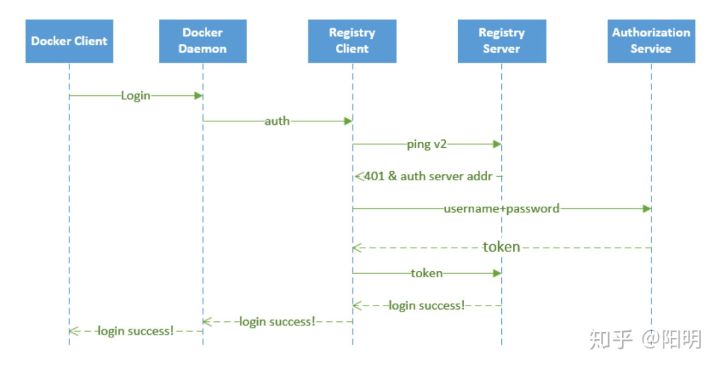 Docker Client
Docker
Daemon
Registry
Client
Registry
Server
Authorization
Service
Login
auth
ping v2
401 & auth server addr
username+password
token
token
login success!
login success!
login success!
知乎 @阳明